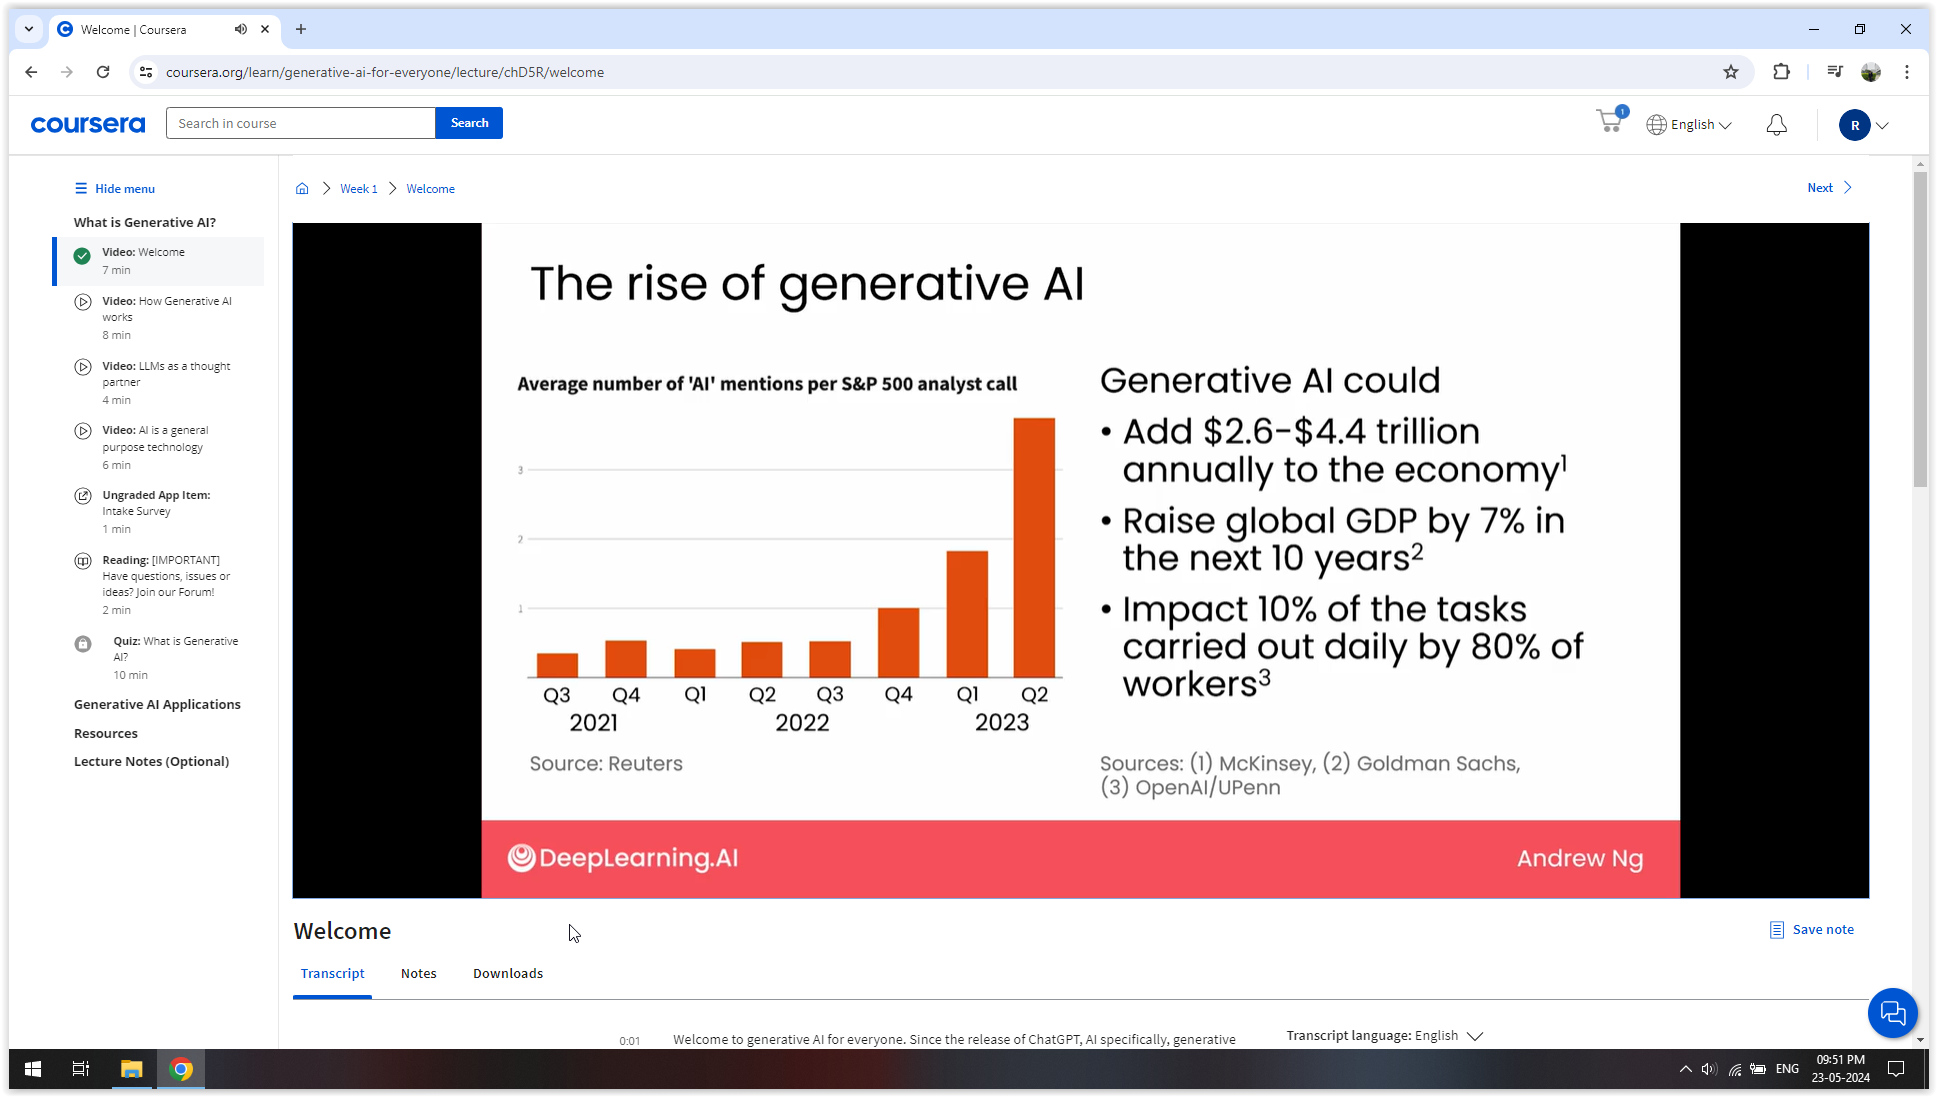 Welcome | Coursera
coursera.org/learn/generative-ai-for-everyone/lecture/chD5R/welcome
coursera
Search in course
Search
1
English
R
Hide menu
What is Generative AI?
Video: Welcome
7 min
Video: How Generative AI
works
8 min
Video: LLMs as a thought
partner
4 min
Video: AI is a general
purpose technology
6 min
Ungraded App Item:
Intake Survey
1 min
Reading: [IMPORTANT]
Have questions, issues or
ideas? Join our Forum!
2 min
Quiz: What is Generative
AI?
10 min
Generative AI Applications
Resources
Lecture Notes (Optional)
Week 1
Welcome
Next
The rise of generative AI
Average number of 'AI' mentions per S&P 500 analyst call
3
2
1
Q3 Q4 Q1 Q2 Q3 Q4 Q1 Q2
2021 2022 2023
Source: Reuters
Generative AI could
• Add $2.6-$4.4 trillion
annually to the economy¹
• Raise global GDP by 7% in
the next 10 years²
• Impact 10% of the tasks
carried out daily by 80% of
workers³
Sources: (1) McKinsey, (2) Goldman Sachs,
(3) OpenAI/UPenn
DeepLearning.AI
Andrew Ng
Welcome
Save note
Transcript Notes Downloads
0:01 Welcome to generative AI for everyone. Since the release of ChatGPT, AI specifically, generative
Transcript language: English
ENG
09:51 PM
23-05-2024